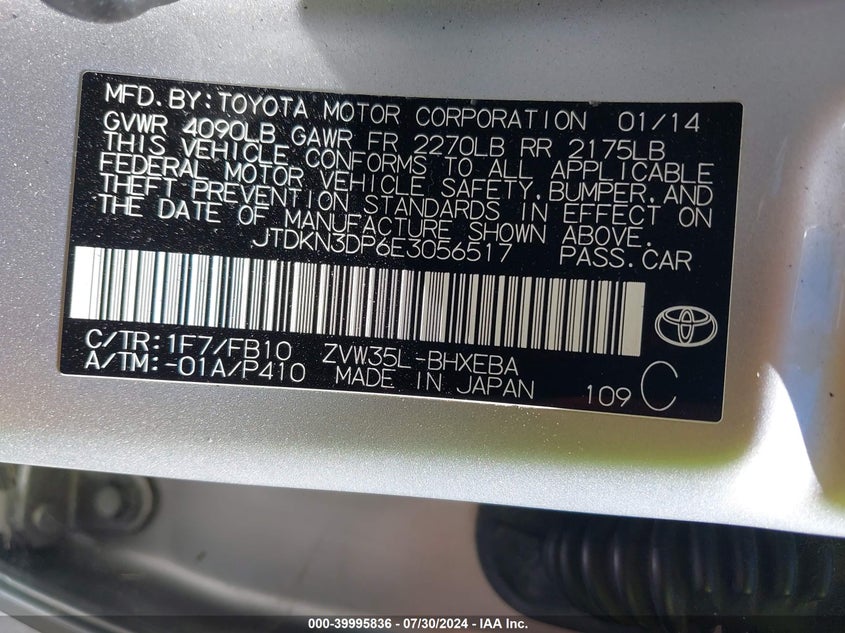 MFD.BY:TOYOTA MOTOR CORPORATION 01/14
GVWR 4090LB GAWR FR 2270LB RR 2175LB
THIS VEHICLE CONFORMS TO ALL APPLICABLE
FEDERAL MOTOR VEHICLE SAFETY,BUMPER,AND
THEFT PREVENTION STANDARDS IN EFFECT ON
THE DATE OF MANUFACTURE SHOWN ABOVE.
JTDKN3DP6E3056517 PASS.CAR
C/TR:1F7/FB10 ZVW35L-BHXEBA
A/TM:-01A/P410 MADE IN JAPAN 109 C
000-39995836 - 07/30/2024 - IAA Inc.